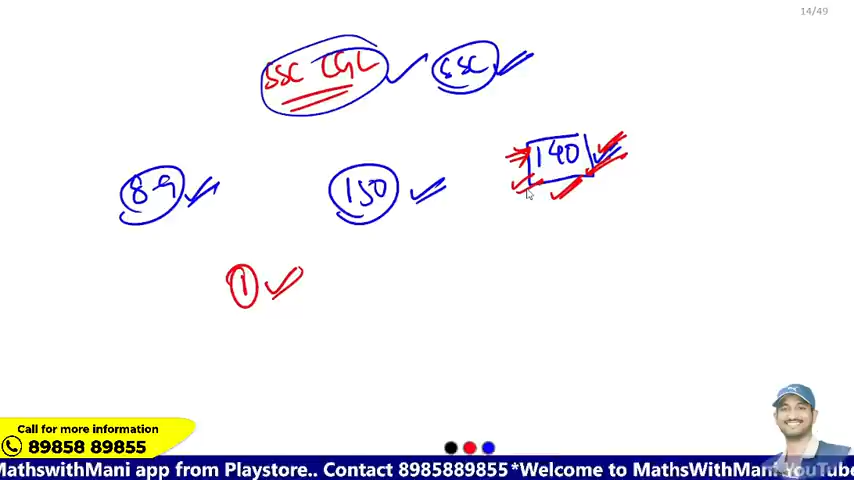 14/49
SSC CGL SSC
89 150 140
1
Call for more information
89858 89855
MathswithMani app from Playstore.. Contact 8985889855*Welcome to MathsWithMani YouTube